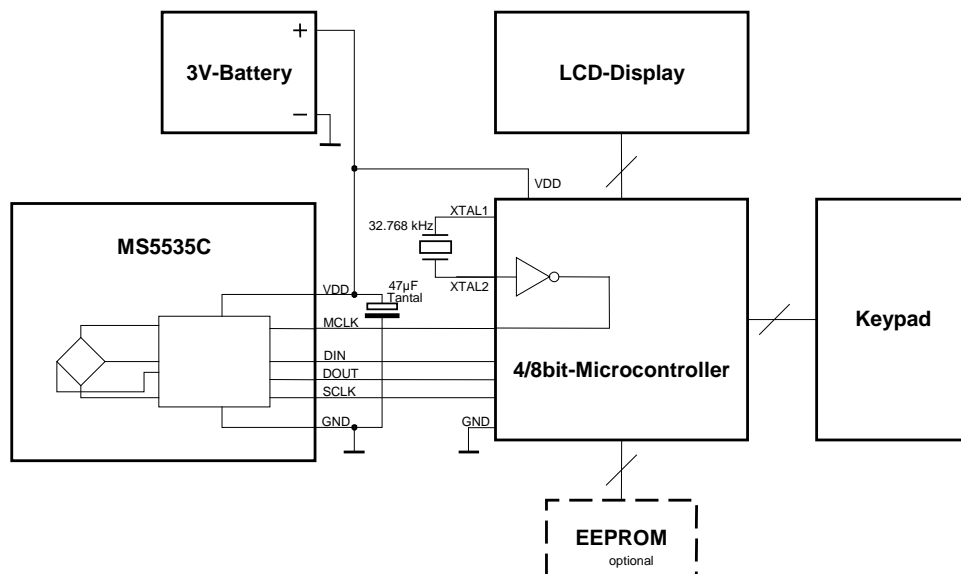 +
3V-Battery
−
LCD-Display
VDD
XTAL1
32.768 kHz
XTAL2
MS5535C
47µF
Tantal
VDD
MCLK
DIN
DOUT
SCLK
GND
GND
4/8bit-Microcontroller
Keypad
EEPROM
optional